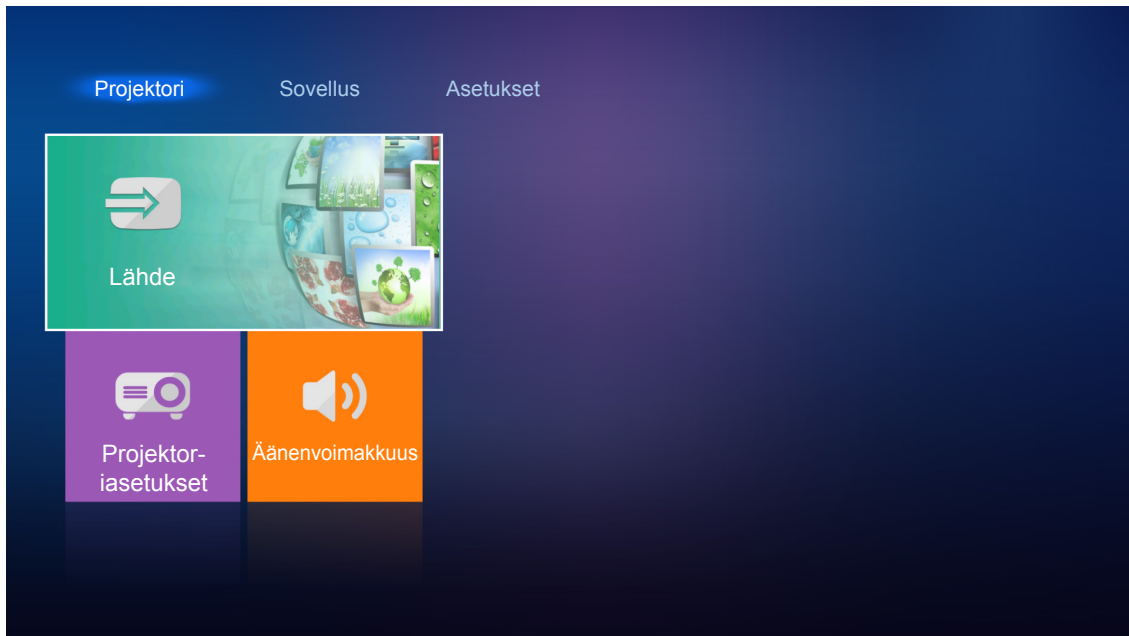 Projektori Sovellus Asetukset
Lähde
Projektor-
iasetukset
Äänenvoimakkuus